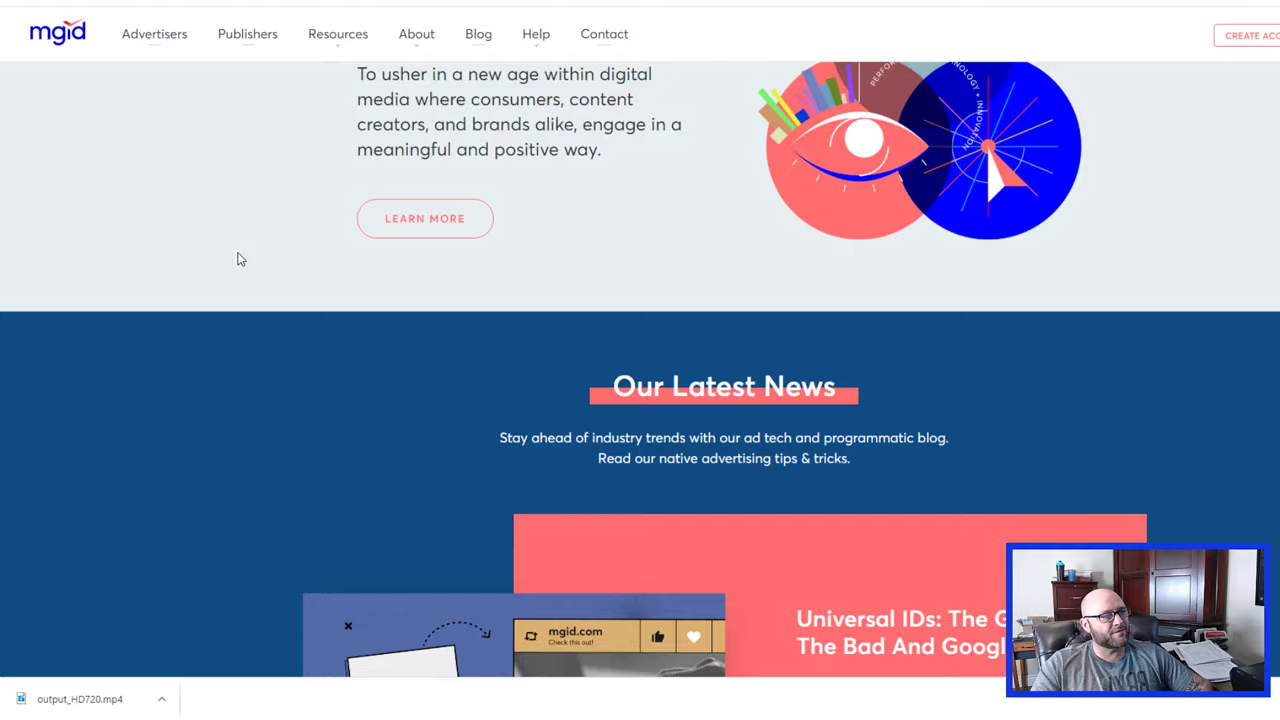 mgid
Advertisers Publishers Resources About Blog Help Contact
CREATE ACC
To usher in a new age within digital
media where consumers, content
creators, and brands alike, engage in a
meaningful and positive way.
LEARN MORE
PERFOR
NOLOGY + INNOVATION
Our Latest News
Stay ahead of industry trends with our ad tech and programmatic blog.
Read our native advertising tips & tricks.
mgid.com
Check this out!
Universal IDs: The G
The Bad And Googl
output_HD720.mp4